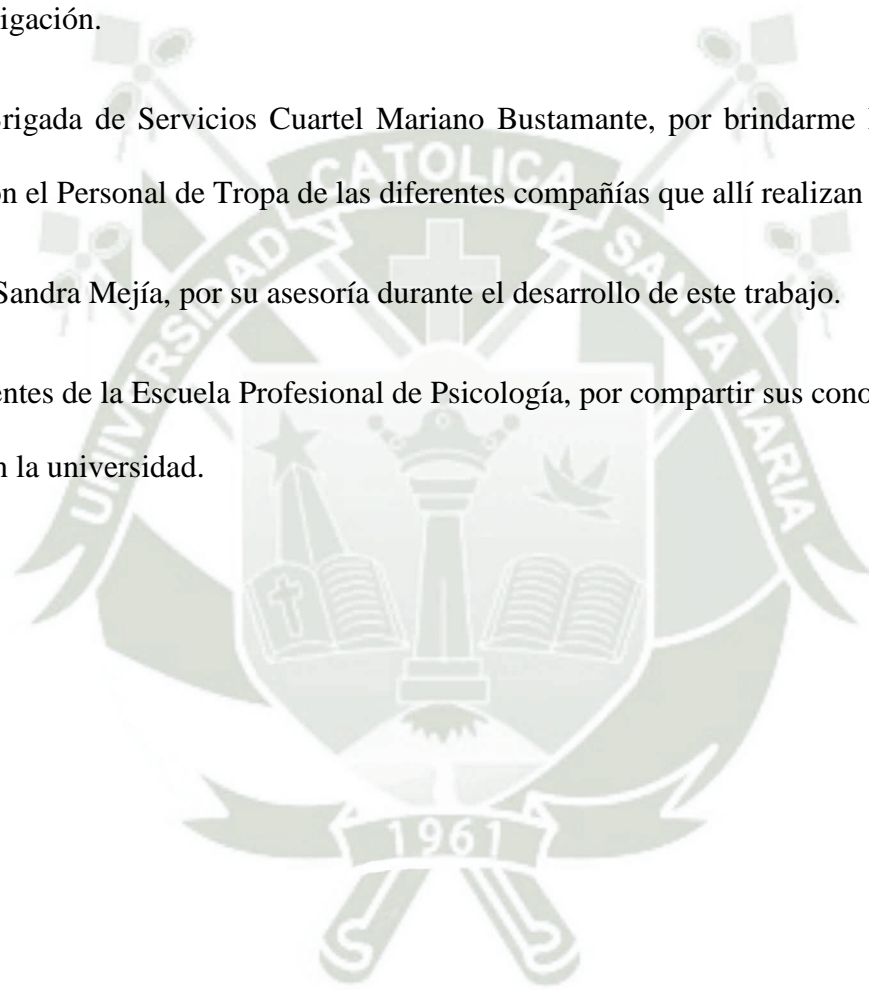 igación.
rigada de Servicios Cuartel Mariano Bustamante, por brindarme
n el Personal de Tropa de las diferentes compañías que allí realizan
Sandra Mejía, por su asesoría durante el desarrollo de este trabajo.
entes de la Escuela Profesional de Psicología, por compartir sus cono
n la universidad.
UNIVERSIDAD CATOLICA SANTA MARIA
1961